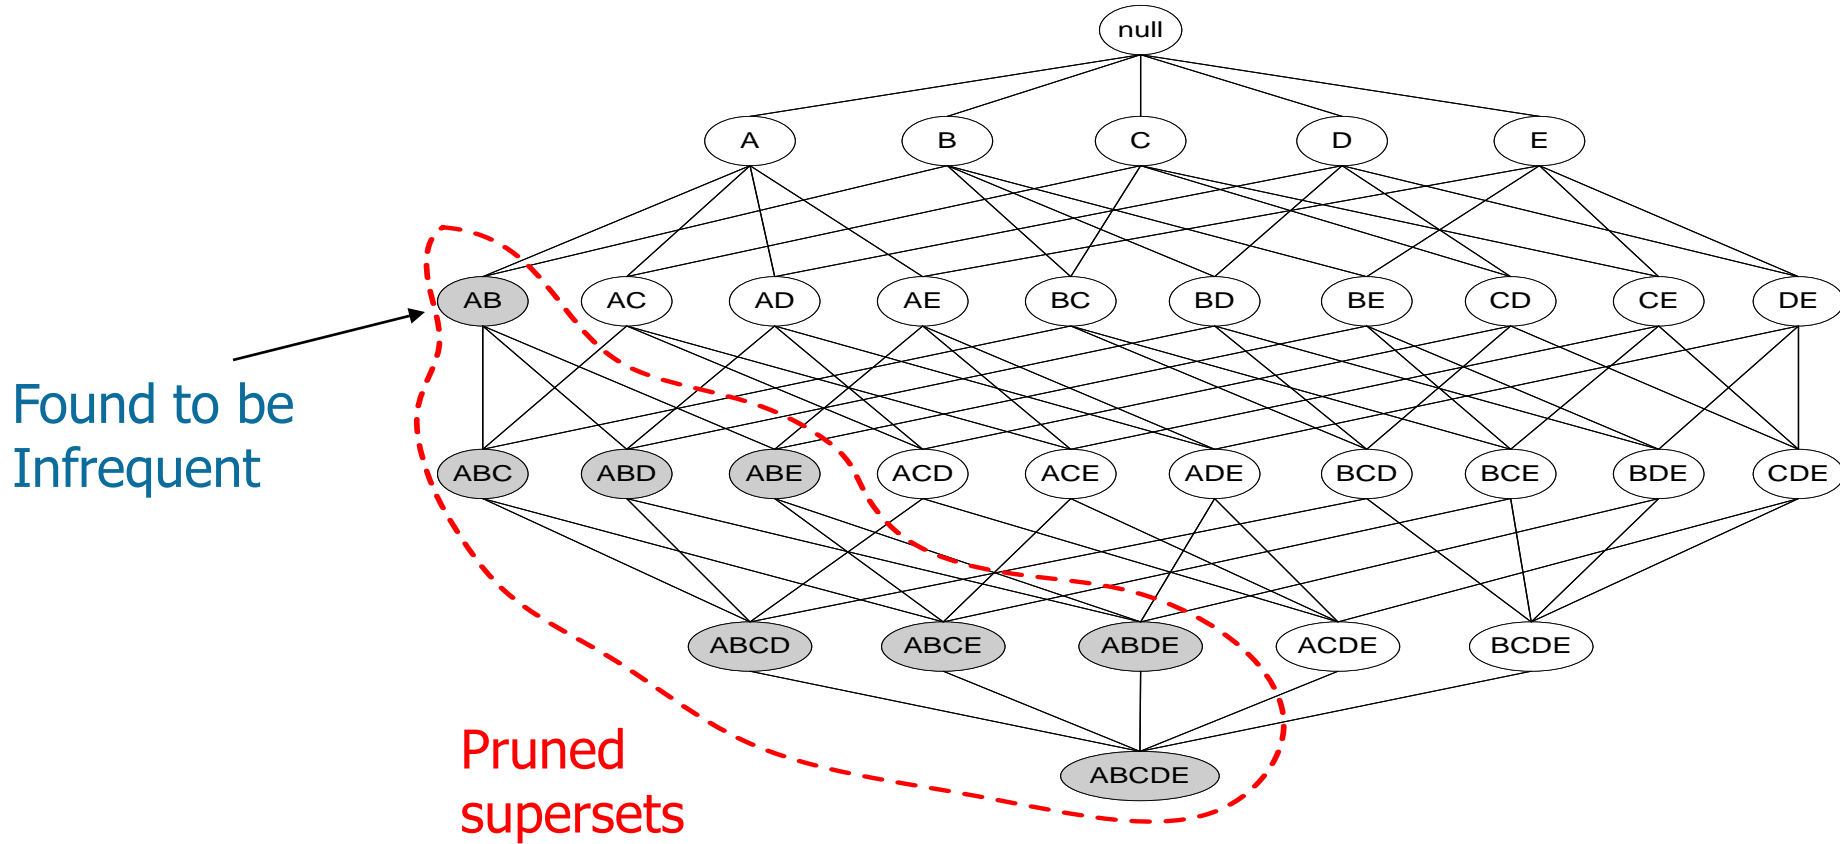 null
A B C D E
AB AC AD AE BC BD BE CD CE DE
Found to be
Infrequent
ABC ABD ABE ACD ACE ADE BCD BCE BDE CDE
ABCD ABCE ABDE ACDE BCDE
Pruned
supersets
ABCDE